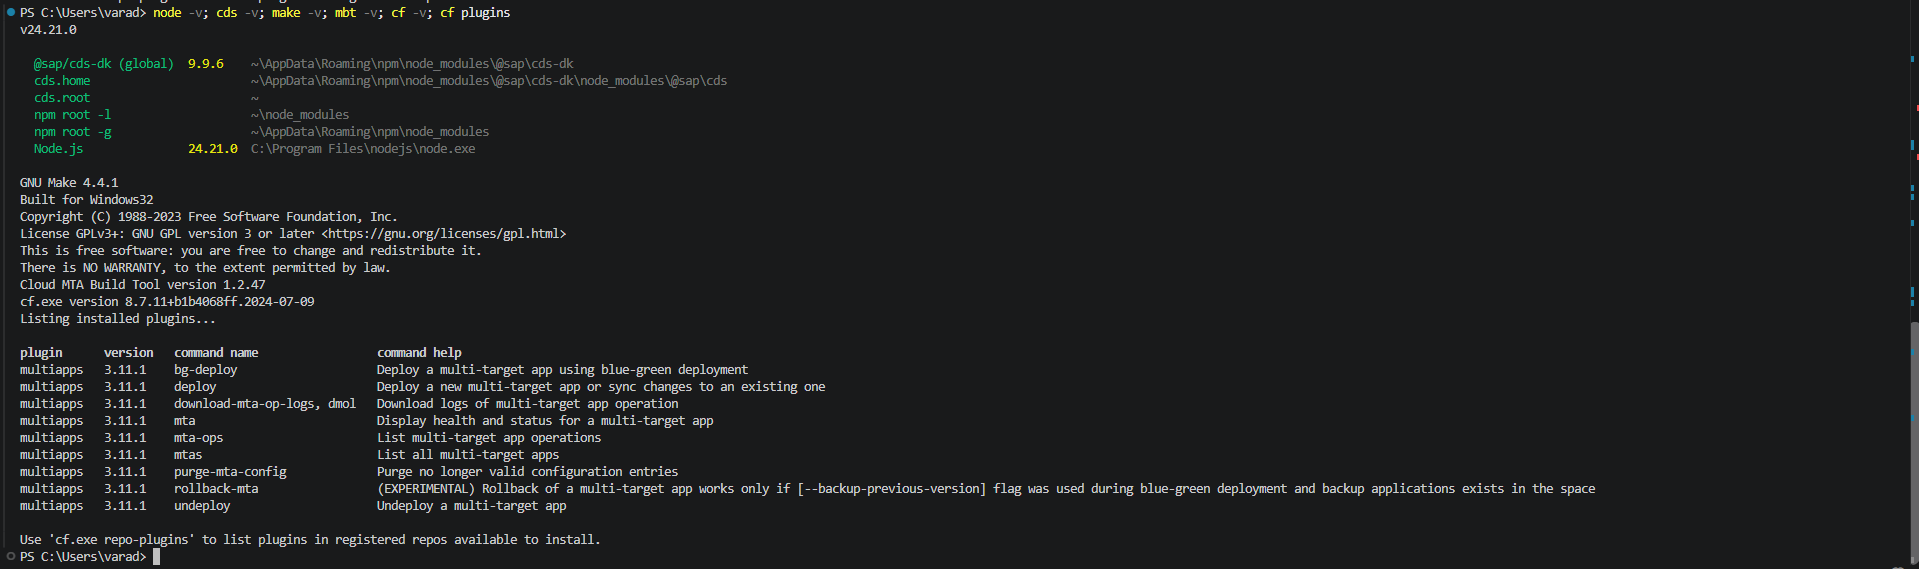 PS C:\Users\varad> node -v; cds -v; make -v; mbt -v; cf -v; cf plugins
v24.21.0
@sap/cds-dk (global)  9.9.6    ~\AppData\Roaming\npm\node_modules\@sap\cds-dk
cds.home                       ~\AppData\Roaming\npm\node_modules\@sap\cds-dk\node_modules\@sap\cds
cds.root                       ~
npm root -l                    ~\node_modules
npm root -g                    ~\AppData\Roaming\npm\node_modules
Node.js               24.21.0  C:\Program Files\nodejs\node.exe
GNU Make 4.4.1
Built for Windows32
Copyright (C) 1988-2023 Free Software Foundation, Inc.
License GPLv3+: GNU GPL version 3 or later <https://gnu.org/licenses/gpl.html>
This is free software: you are free to change and redistribute it.
There is NO WARRANTY, to the extent permitted by law.
Cloud MTA Build Tool version 1.2.47
cf.exe version 8.7.11+b1b4068ff.2024-07-09
Listing installed plugins...
plugin      version   command name                 command help
multiapps   3.11.1    bg-deploy                    Deploy a multi-target app using blue-green deployment
multiapps   3.11.1    deploy                       Deploy a new multi-target app or sync changes to an existing one
multiapps   3.11.1    download-mta-op-logs, dmol   Download logs of multi-target app operation
multiapps   3.11.1    mta                          Display health and status for a multi-target app
multiapps   3.11.1    mta-ops                      List multi-target app operations
multiapps   3.11.1    mtas                         List all multi-target apps
multiapps   3.11.1    purge-mta-config             Purge no longer valid configuration entries
multiapps   3.11.1    rollback-mta                 (EXPERIMENTAL) Rollback of a multi-target app works only if [--backup-previous-version] flag was used during blue-green deployment and backup applications exists in the space
multiapps   3.11.1    undeploy                     Undeploy a multi-target app
Use 'cf.exe repo-plugins' to list plugins in registered repos available to install.
PS C:\Users\varad>